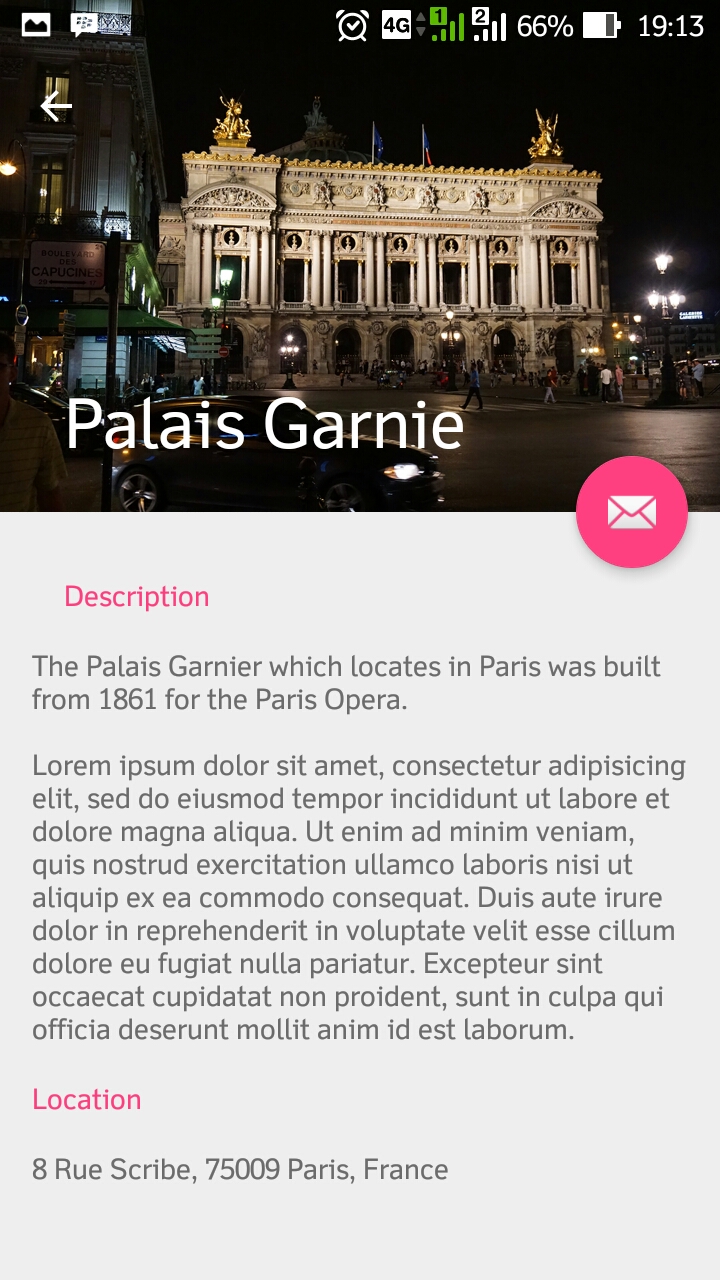 4G 1 2 66% 19:13
BOULEVARD
DES
CAPUCINES
GALERIES
LAFAYETTE
Palais Garnie
Description
The Palais Garnier which locates in Paris was built
from 1861 for the Paris Opera.
Lorem ipsum dolor sit amet, consectetur adipisicing
elit, sed do eiusmod tempor incididunt ut labore et
dolore magna aliqua. Ut enim ad minim veniam,
quis nostrud exercitation ullamco laboris nisi ut
aliquip ex ea commodo consequat. Duis aute irure
dolor in reprehenderit in voluptate velit esse cillum
dolore eu fugiat nulla pariatur. Excepteur sint
occaecat cupidatat non proident, sunt in culpa qui
officia deserunt mollit anim id est laborum.
Location
8 Rue Scribe, 75009 Paris, France